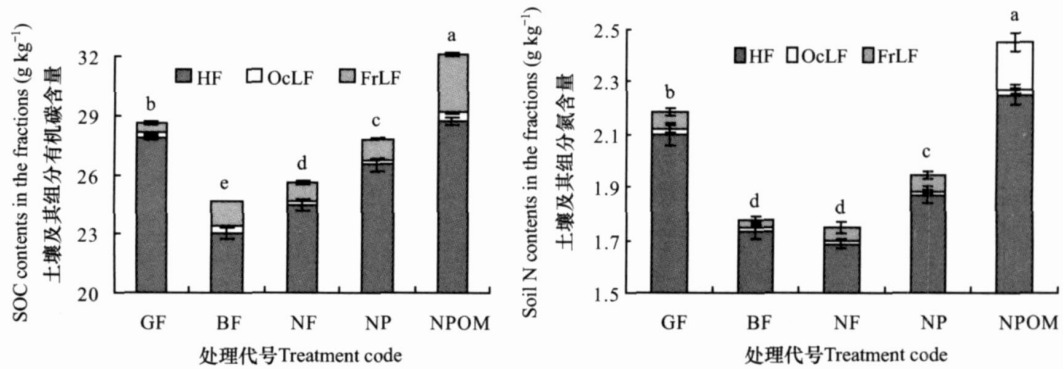 SOC contents in the fractions (g kg⁻¹)
土壤及其组分有机碳含量
32
29
26
23
20
HF OcLF FrLF
b
e
d
c
a
GF BF NF NP NPOM
处理代号Treatment code
Soil N contents in the fractions (g kg⁻¹)
土壤及其组分氮含量
2.5
2.3
2.1
1.9
1.7
1.5
HF OcLF FrLF
b
d
d
c
a
GF BF NF NP NPOM
处理代号Treatment code